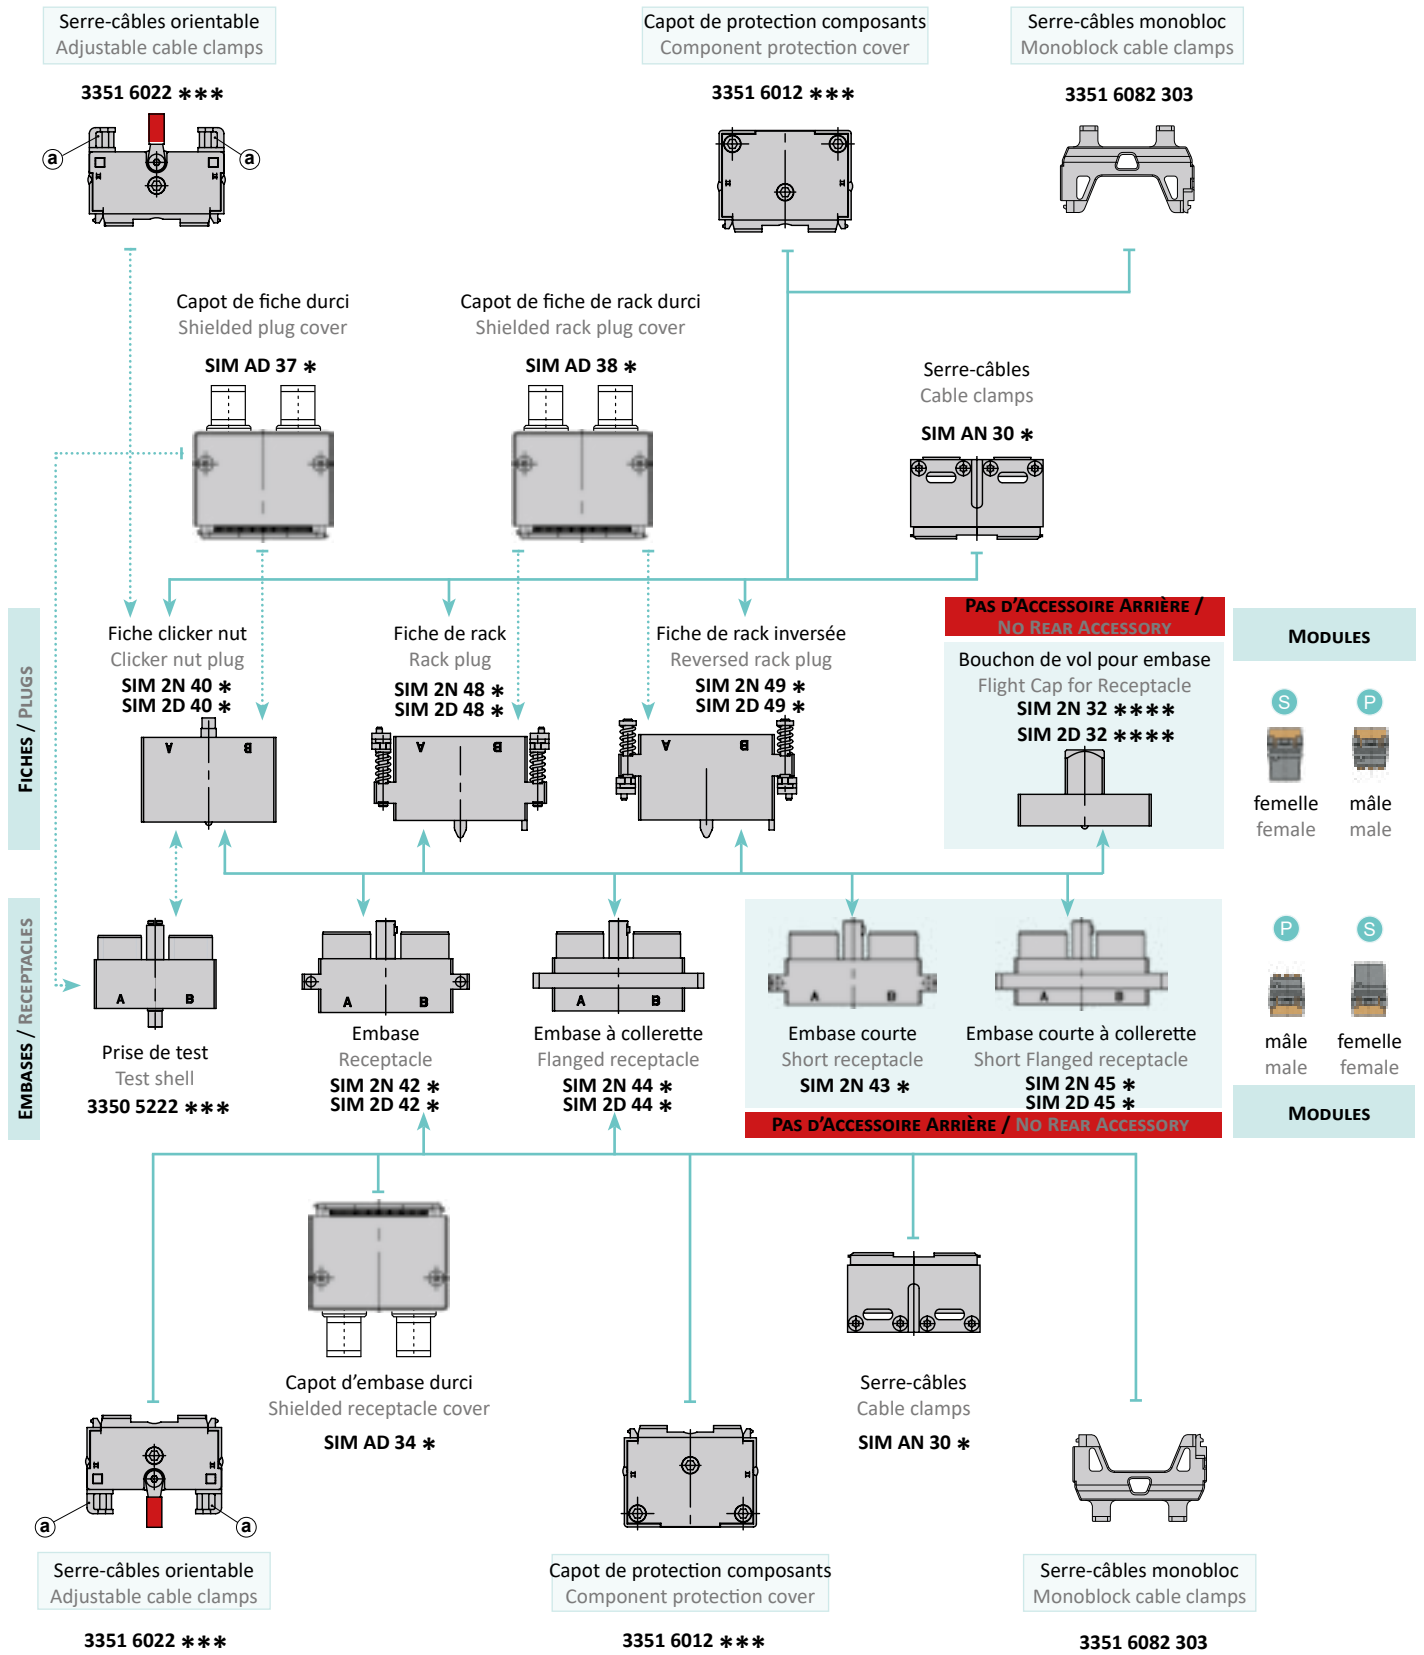 Serre-câbles orientable
Adjustable cable clamps
3351 6022 ***
a
a
Capot de protection composants
Component protection cover
3351 6012 ***
Serre-câbles monobloc
Monoblock cable clamps
3351 6082 303
Capot de fiche durci
Shielded plug cover
SIM AD 37 *
Capot de fiche de rack durci
Shielded rack plug cover
SIM AD 38 *
Serre-câbles
Cable clamps
SIM AN 30 *
FICHES / PLUGS
Fiche clicker nut
Clicker nut plug
SIM 2N 40 *
SIM 2D 40 *
A B
Fiche de rack
Rack plug
SIM 2N 48 *
SIM 2D 48 *
A B
Fiche de rack inversée
Reversed rack plug
SIM 2N 49 *
SIM 2D 49 *
A B
PAS D'ACCESSOIRE ARRIÈRE /
NO REAR ACCESSORY
Bouchon de vol pour embase
Flight Cap for Receptacle
SIM 2N 32 ****
SIM 2D 32 ****
MODULES
S P
femelle mâle
female male
EMBASES / RECEPTACLES
A B
Prise de test
Test shell
3350 5222 ***
A B
Embase
Receptacle
SIM 2N 42 *
SIM 2D 42 *
A B
Embase à collerette
Flanged receptacle
SIM 2N 44 *
SIM 2D 44 *
A B
Embase courte
Short receptacle
SIM 2N 43 *
A B
Embase courte à collerette
Short Flanged receptacle
SIM 2N 45 *
SIM 2D 45 *
PAS D'ACCESSOIRE ARRIÈRE / NO REAR ACCESSORY
P S
mâle femelle
male female
MODULES
Capot d'embase durci
Shielded receptacle cover
SIM AD 34 *
Serre-câbles
Cable clamps
SIM AN 30 *
a
a
Serre-câbles orientable
Adjustable cable clamps
3351 6022 ***
Capot de protection composants
Component protection cover
3351 6012 ***
Serre-câbles monobloc
Monoblock cable clamps
3351 6082 303